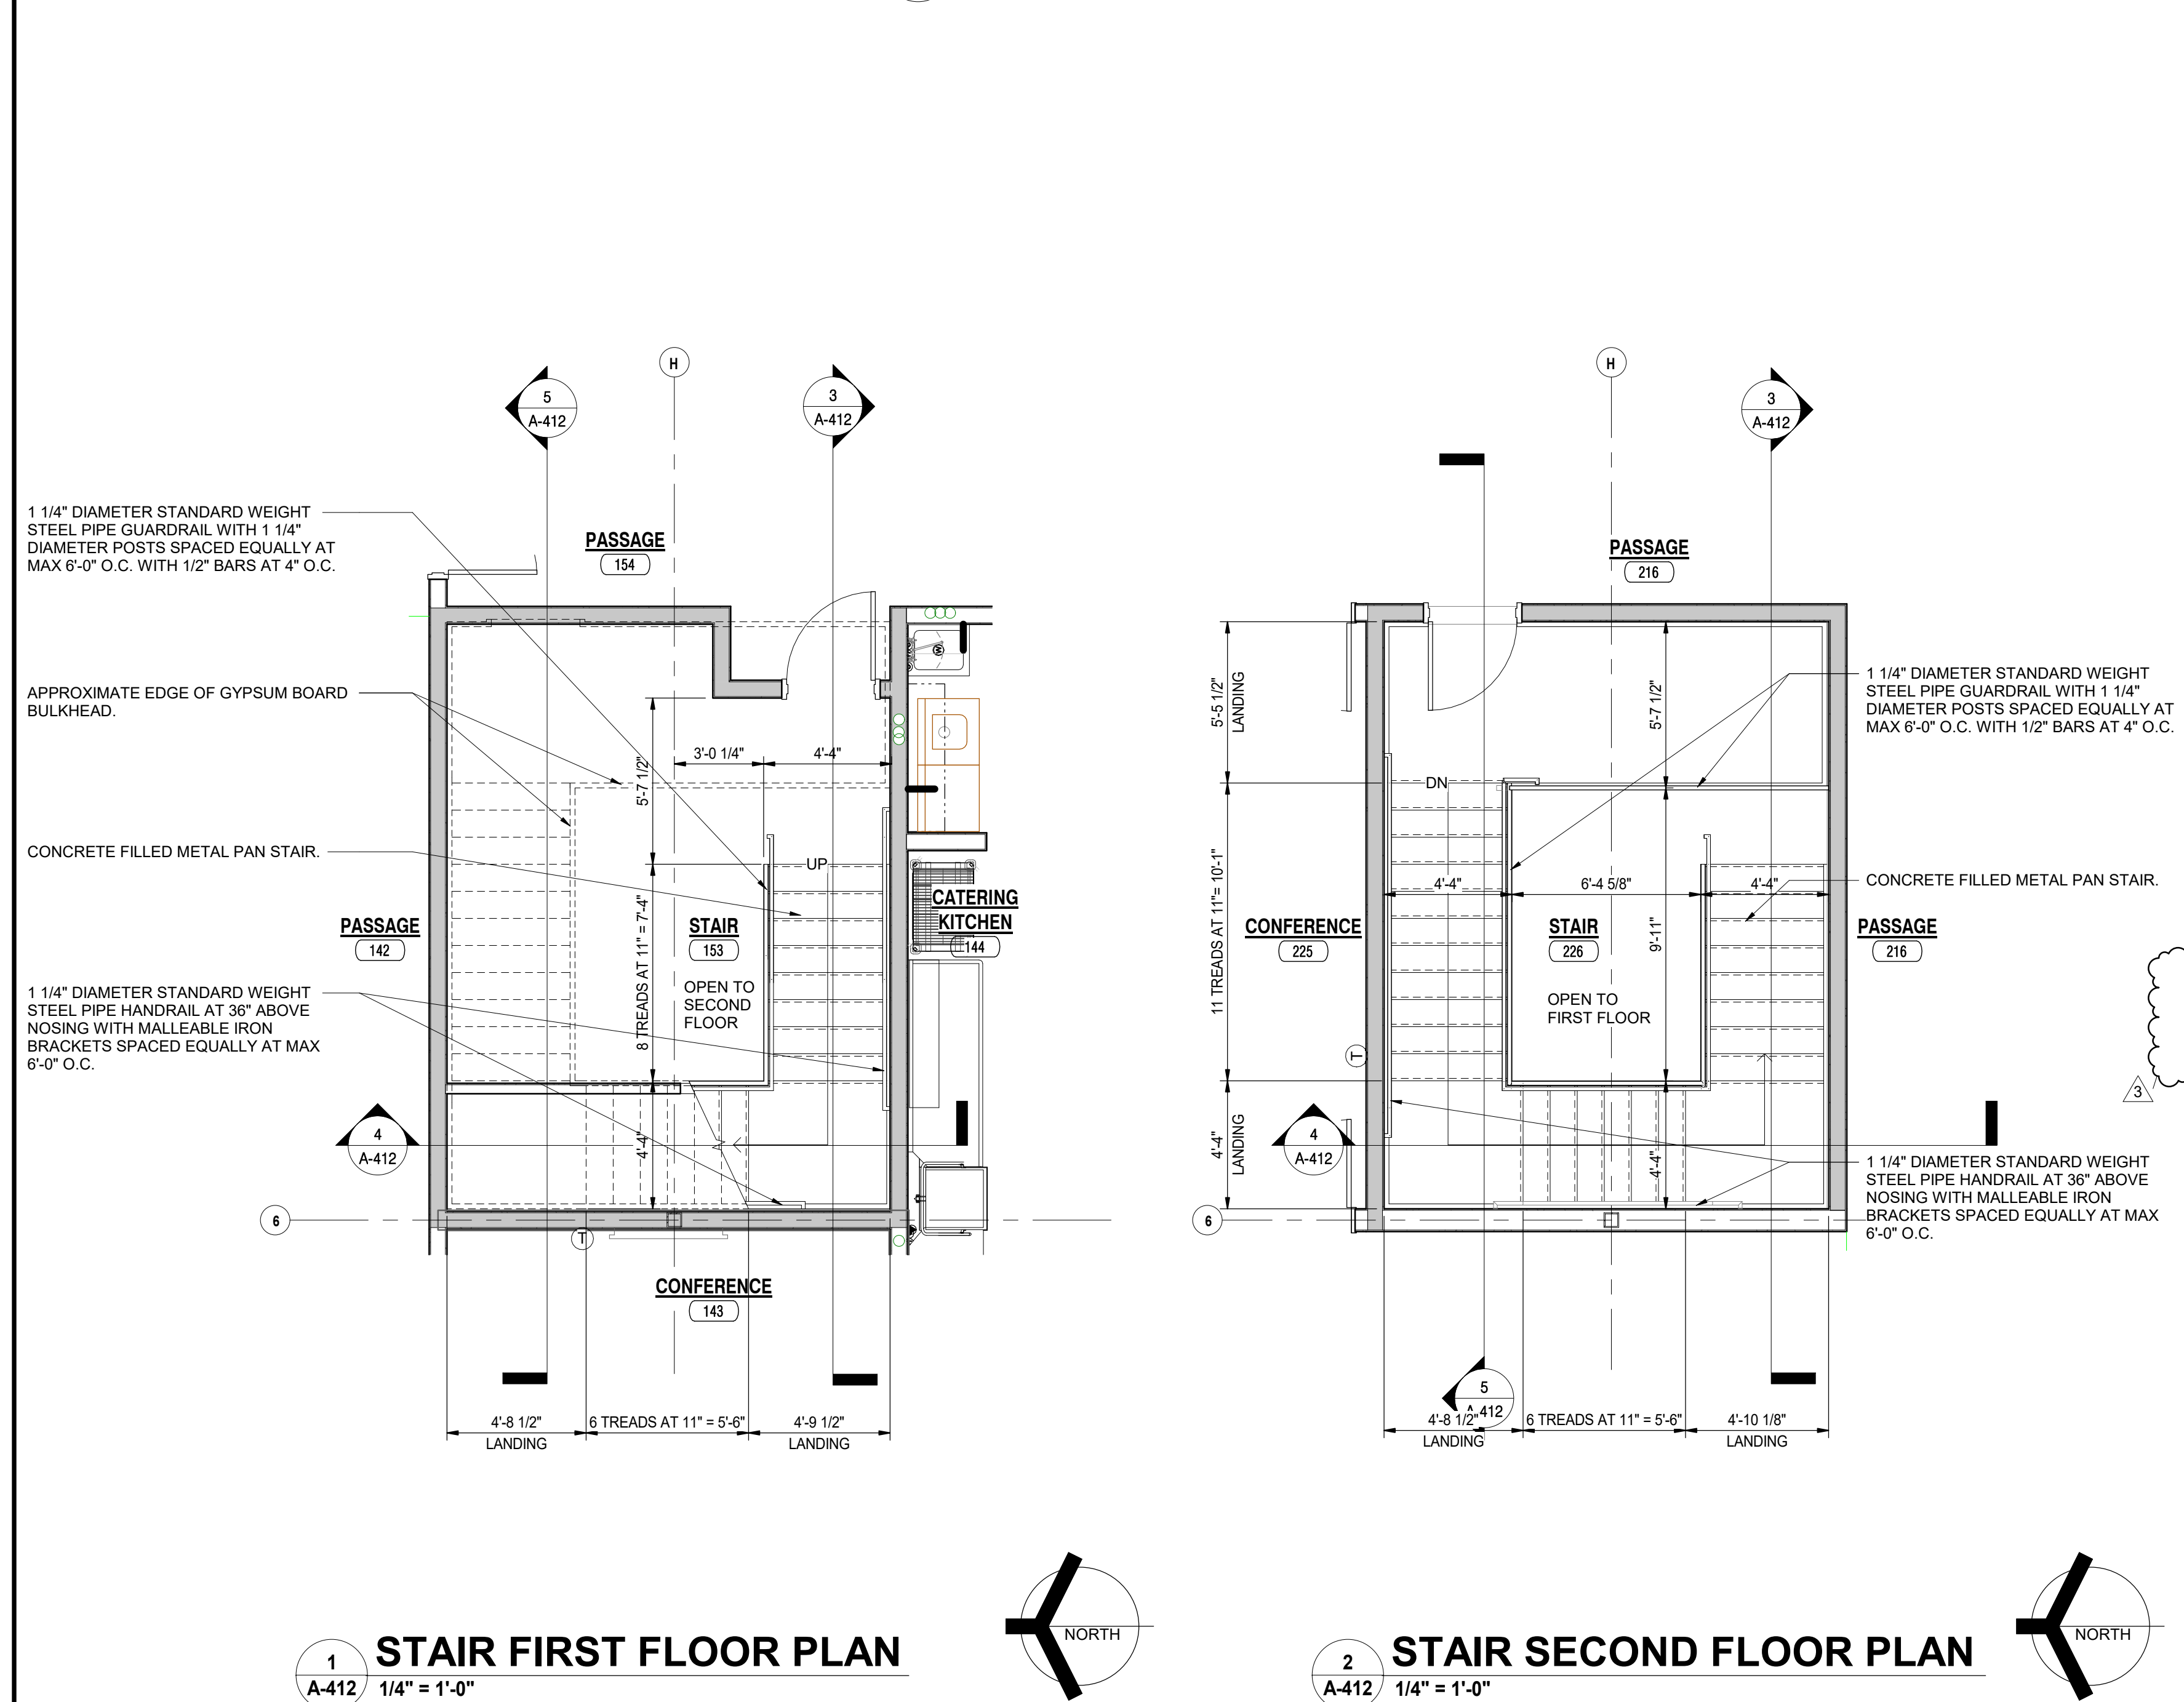 H
5
A-412
3
A-412
1 1/4" DIAMETER STANDARD WEIGHT
STEEL PIPE GUARDRAIL WITH 1 1/4"
DIAMETER POSTS SPACED EQUALLY AT
MAX 6'-0" O.C. WITH 1/2" BARS AT 4" O.C.
PASSAGE
154
APPROXIMATE EDGE OF GYPSUM BOARD
BULKHEAD.
W
5'-7 1/2"
3'-0 1/4"
4'-4"
UP
CONCRETE FILLED METAL PAN STAIR.
CATERING
KITCHEN
144
PASSAGE
142
8 TREADS AT 11" = 7'-4"
STAIR
153
OPEN TO
SECOND
FLOOR
1 1/4" DIAMETER STANDARD WEIGHT
STEEL PIPE HANDRAIL AT 36" ABOVE
NOSING WITH MALLEABLE IRON
BRACKETS SPACED EQUALLY AT MAX
6'-0" O.C.
4
A-412
4'-4"
6
T
CONFERENCE
143
4'-8 1/2"
LANDING
6 TREADS AT 11" = 5'-6"
4'-9 1/2"
LANDING
NORTH
1
A-412
STAIR FIRST FLOOR PLAN
1/4" = 1'-0"
H
3
A-412
PASSAGE
216
5'-5 1/2"
LANDING
5'-7 1/2"
1 1/4" DIAMETER STANDARD WEIGHT
STEEL PIPE GUARDRAIL WITH 1 1/4"
DIAMETER POSTS SPACED EQUALLY AT
MAX 6'-0" O.C. WITH 1/2" BARS AT 4" O.C.
DN
4'-4"
6'-4 5/8"
4'-4"
CONCRETE FILLED METAL PAN STAIR.
CONFERENCE
225
11 TREADS AT 11"= 10'-1"
STAIR
226
9'-11"
PASSAGE
216
OPEN TO
FIRST FLOOR
T
3
4
A-412
4'-4"
LANDING
4'-4"
1 1/4" DIAMETER STANDARD WEIGHT
STEEL PIPE HANDRAIL AT 36" ABOVE
NOSING WITH MALLEABLE IRON
BRACKETS SPACED EQUALLY AT MAX
6'-0" O.C.
6
5
A-412
4'-8 1/2"
LANDING
6 TREADS AT 11" = 5'-6"
4'-10 1/8"
LANDING
NORTH
2
A-412
STAIR SECOND FLOOR PLAN
1/4" = 1'-0"